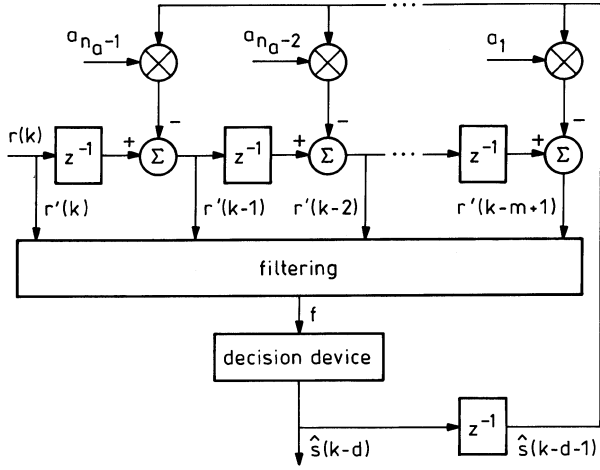 a_{n_a-1} a_{n_a-2} a_1
− − −
r(k) z^{-1} + Σ z^{-1} + Σ ... z^{-1} + Σ
r'(k) r'(k-1) r'(k-2) r'(k-m+1)
filtering
f
decision device
ŝ(k-d) z^{-1} ŝ(k-d-1)